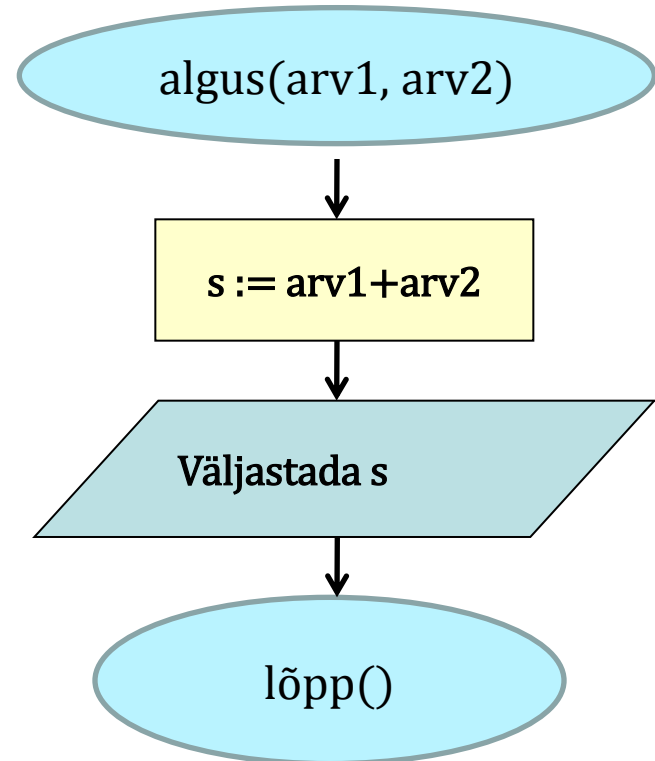 algus(arv1, arv2)
s := arv1+arv2
Väljastada s
lõpp()